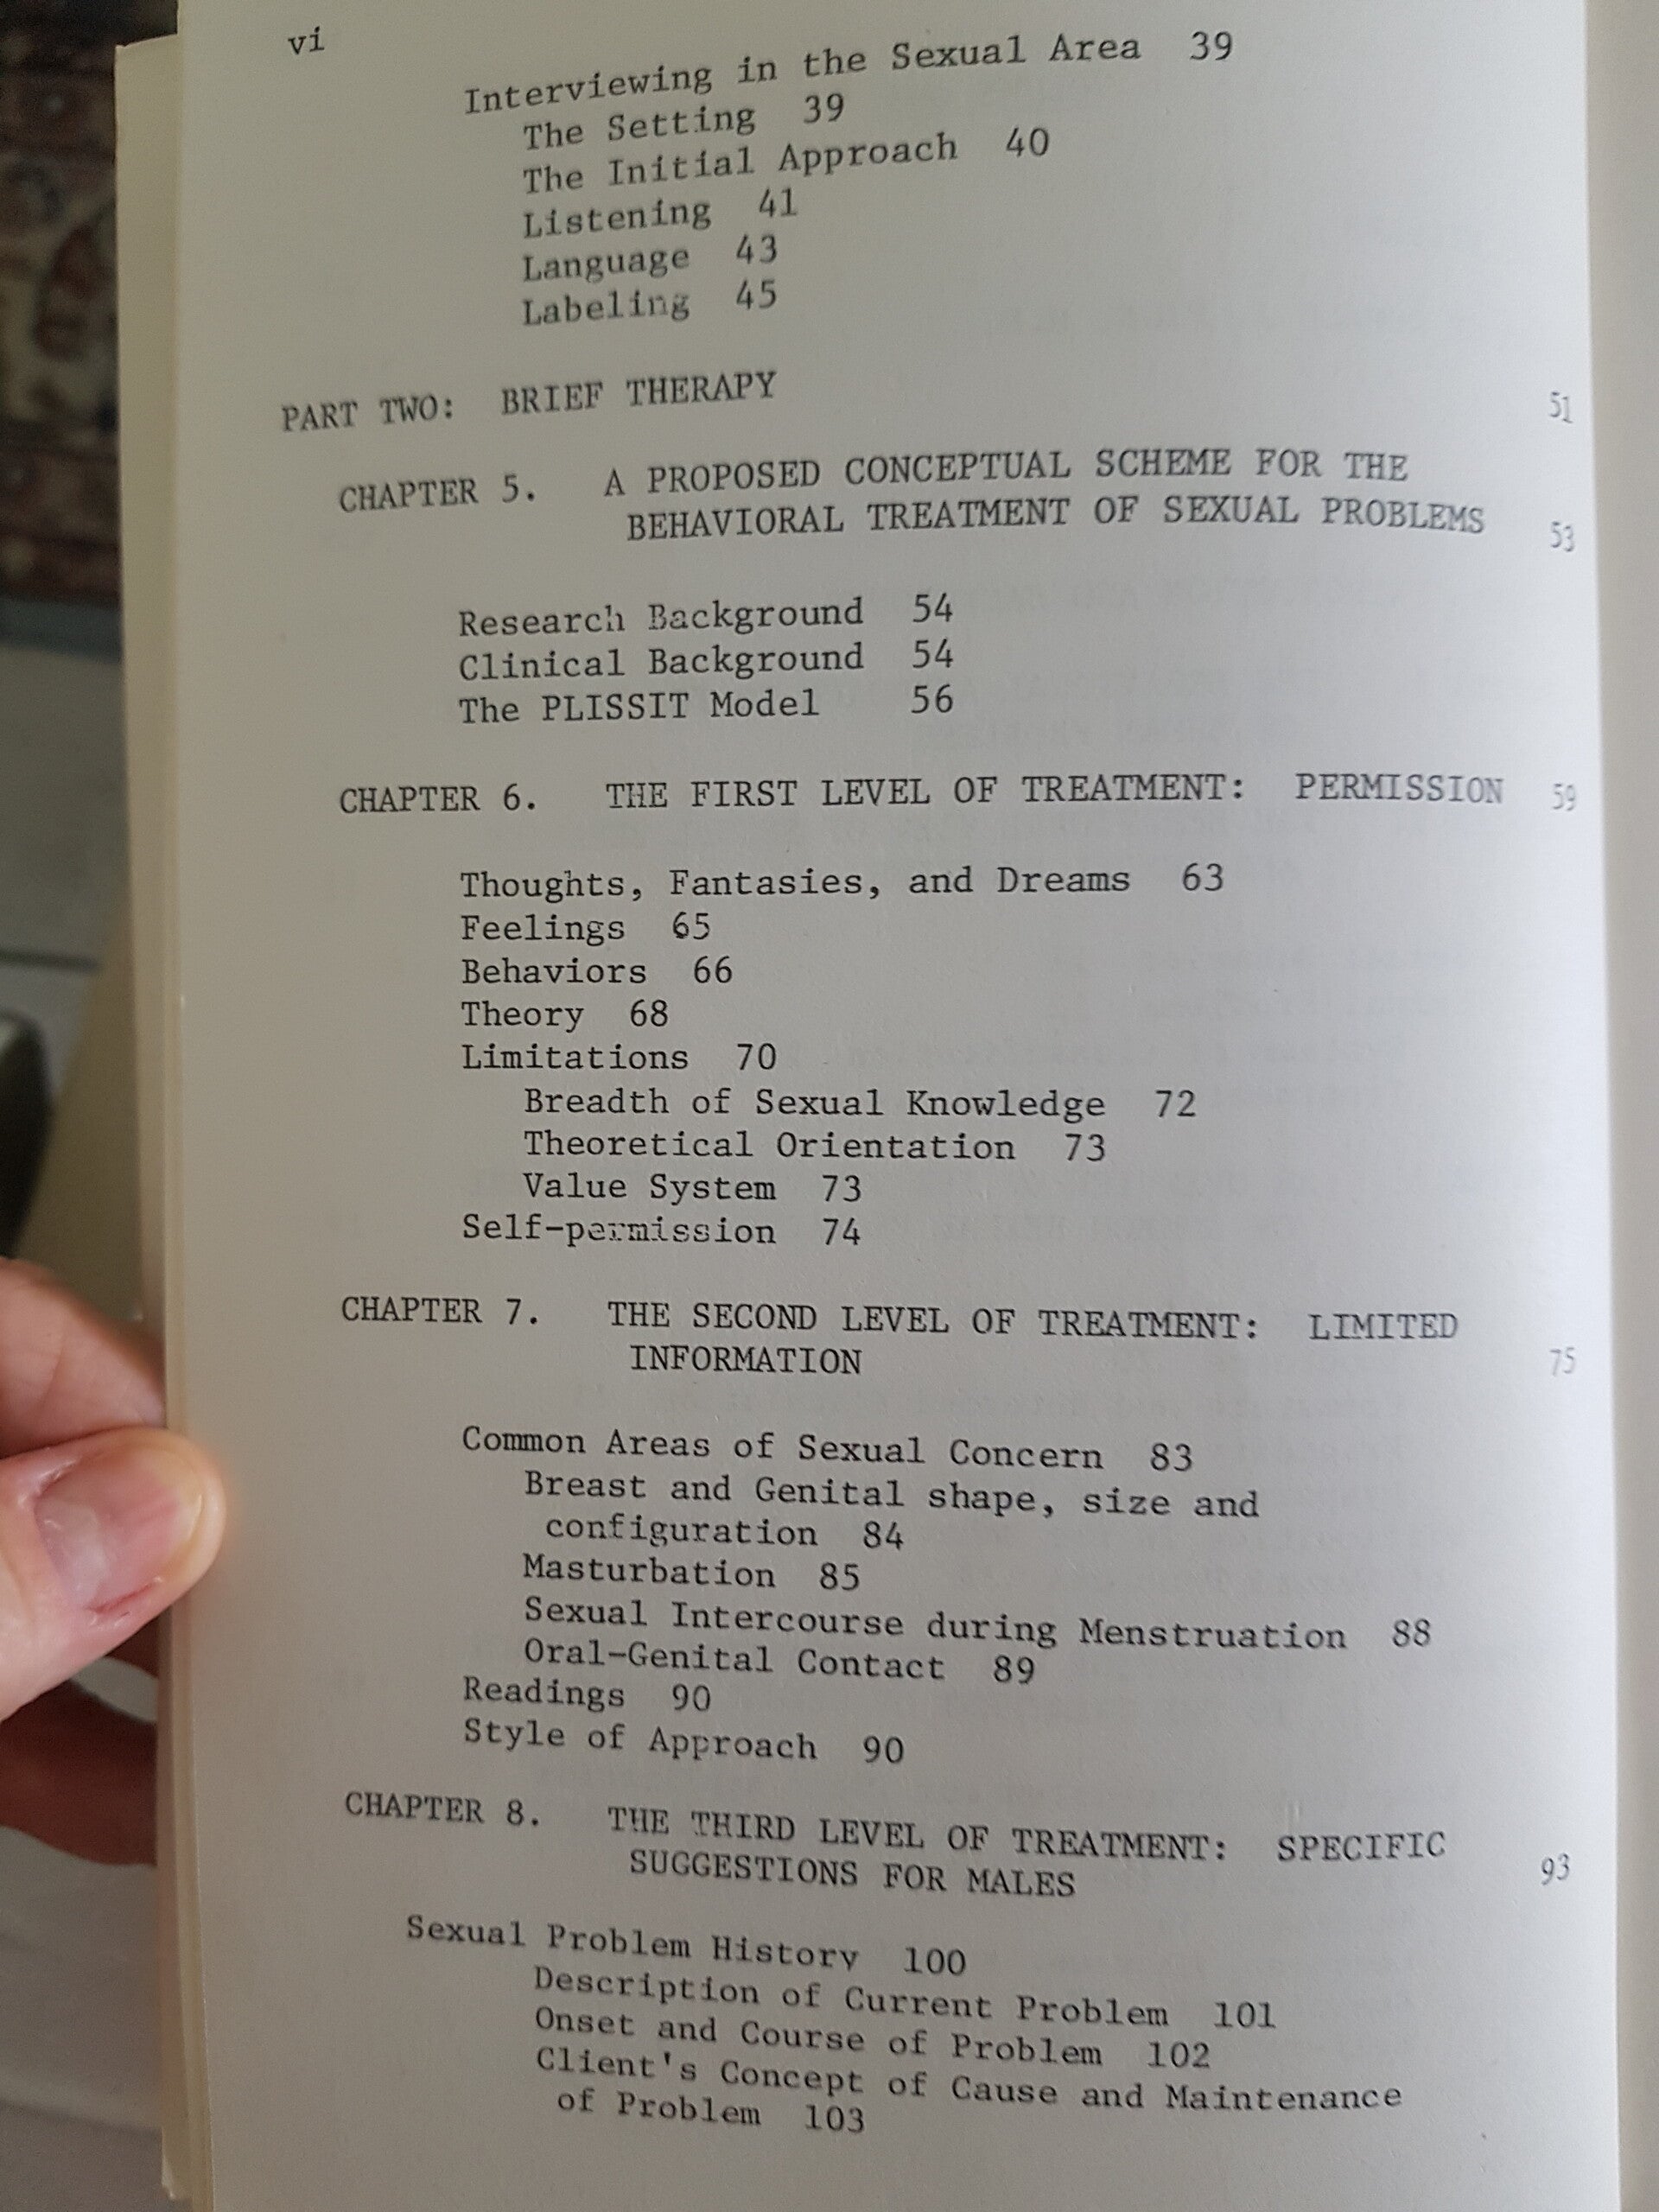 vi
Interviewing in the Sexual Area 39
The Setting 39
The Initial Approach 40
Listening 41
Language 43
Labeling 45
PART TWO: BRIEF THERAPY 51
CHAPTER 5. A PROPOSED CONCEPTUAL SCHEME FOR THE
BEHAVIORAL TREATMENT OF SEXUAL PROBLEMS 53
Research Background 54
Clinical Background 54
The PLISSIT Model 56
CHAPTER 6. THE FIRST LEVEL OF TREATMENT: PERMISSION 59
Thoughts, Fantasies, and Dreams 63
Feelings 65
Behaviors 66
Theory 68
Limitations 70
Breadth of Sexual Knowledge 72
Theoretical Orientation 73
Value System 73
Self-permission 74
CHAPTER 7. THE SECOND LEVEL OF TREATMENT: LIMITED
INFORMATION 75
Common Areas of Sexual Concern 83
Breast and Genital shape, size and
configuration 84
Masturbation 85
Sexual Intercourse during Menstruation 88
Oral-Genital Contact 89
Readings 90
Style of Approach 90
CHAPTER 8. THE THIRD LEVEL OF TREATMENT: SPECIFIC
SUGGESTIONS FOR MALES 93
Sexual Problem History 100
Description of Current Problem 101
Onset and Course of Problem 102
Client's Concept of Cause and Maintenance
of Problem 103